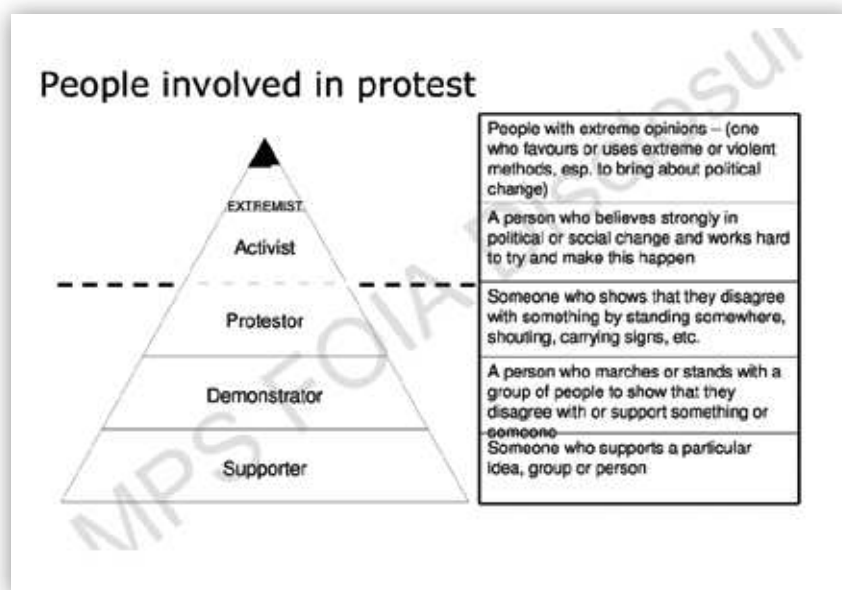 People involved in protest
EXTREMIST
Activist
Protestor
Demonstrator
Supporter
People with extreme opinions – (one
who favours or uses extreme or violent
methods, esp. to bring about political
change)
A person who believes strongly in
political or social change and works hard
to try and make this happen
Someone who shows that they disagree
with something by standing somewhere,
shouting, carrying signs, etc.
A person who marches or stands with a
group of people to show that they
disagree with or support something or
someone
Someone who supports a particular
idea, group or person
MPS FOIA Disclosur